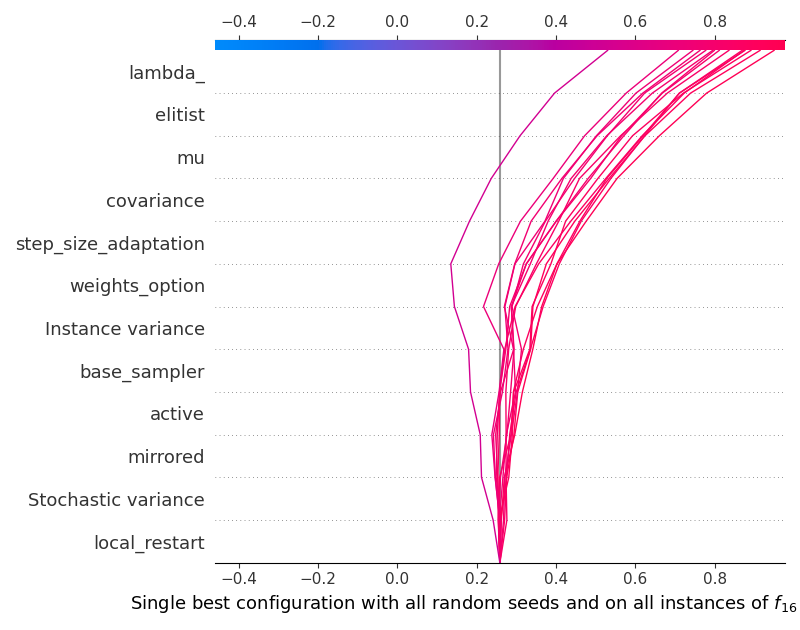 −0.4 −0.2 0.0 0.2 0.4 0.6 0.8
lambda_
elitist
mu
covariance
step_size_adaptation
weights_option
Instance variance
base_sampler
active
mirrored
Stochastic variance
local_restart
−0.4 −0.2 0.0 0.2 0.4 0.6 0.8
Single best configuration with all random seeds and on all instances of f16